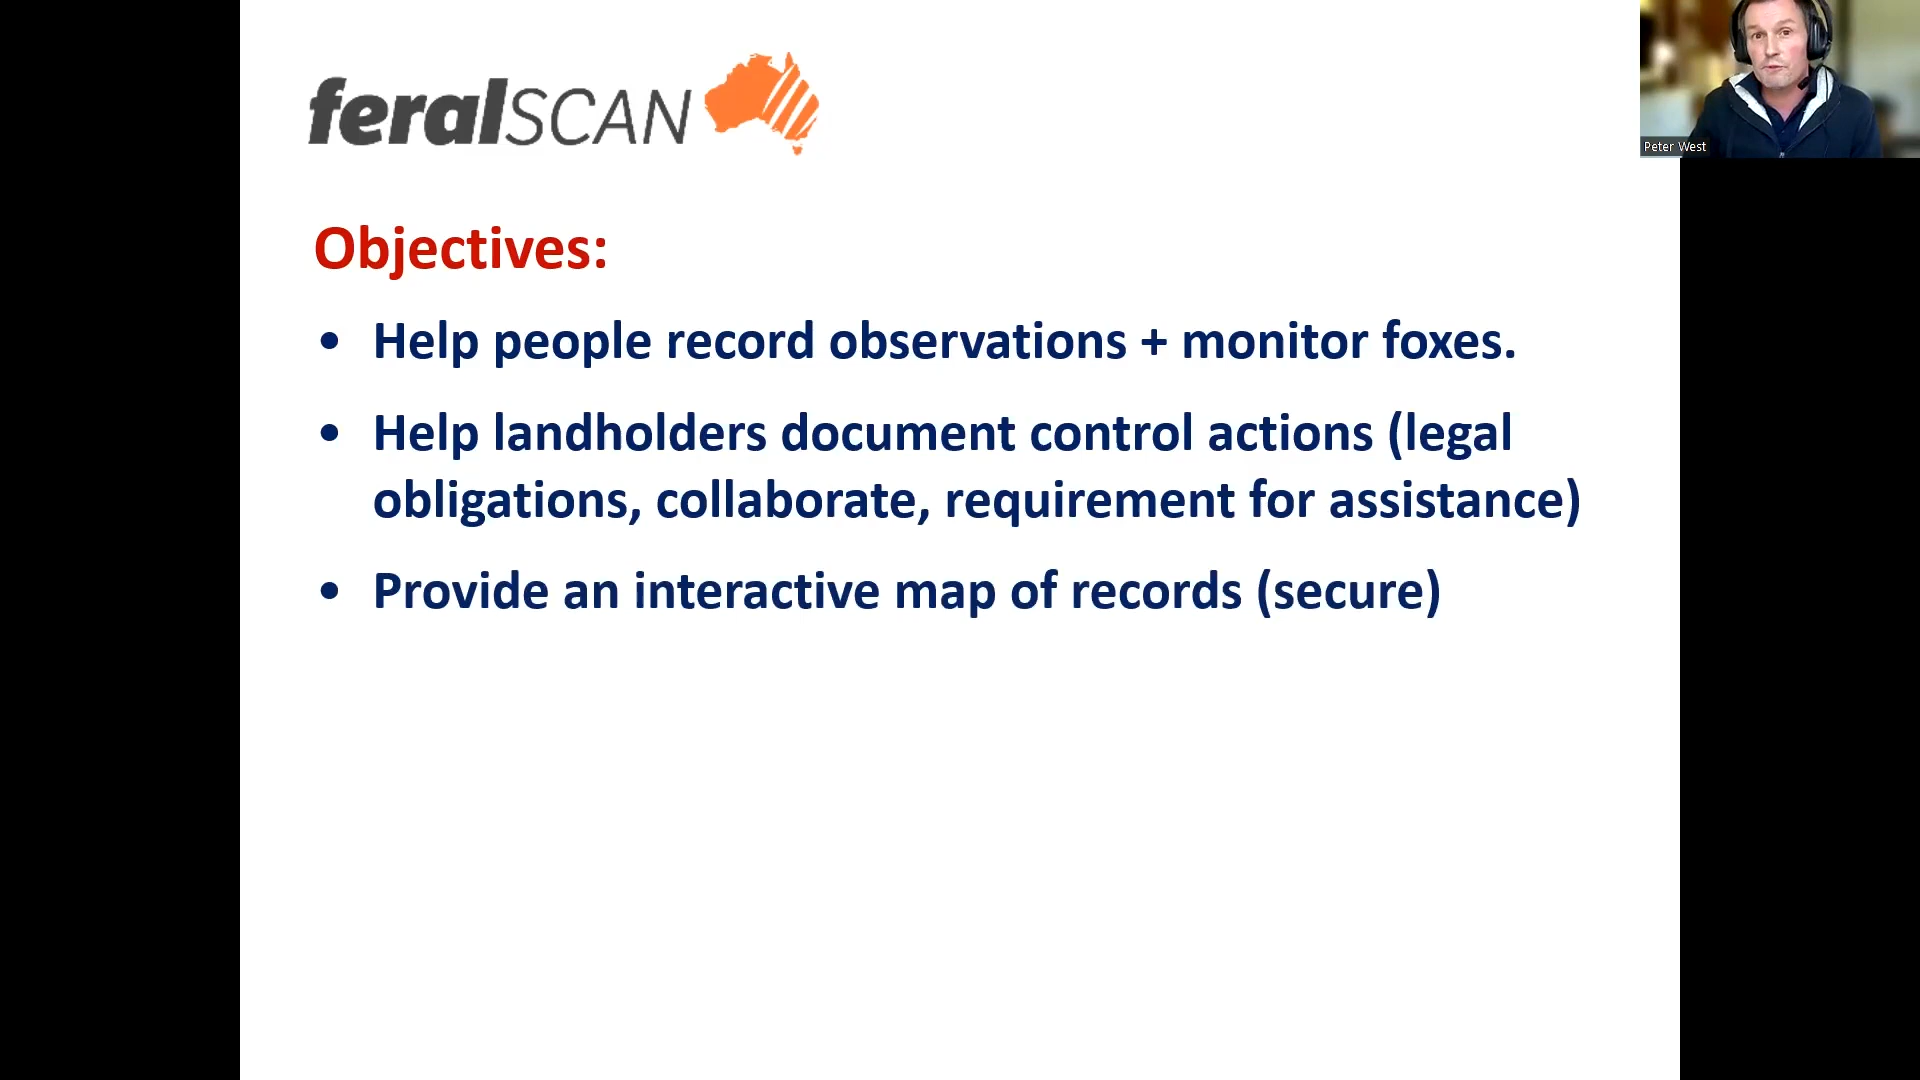 feralSCAN
Peter West
Objectives:
• Help people record observations + monitor foxes.
• Help landholders document control actions (legal
obligations, collaborate, requirement for assistance)
• Provide an interactive map of records (secure)